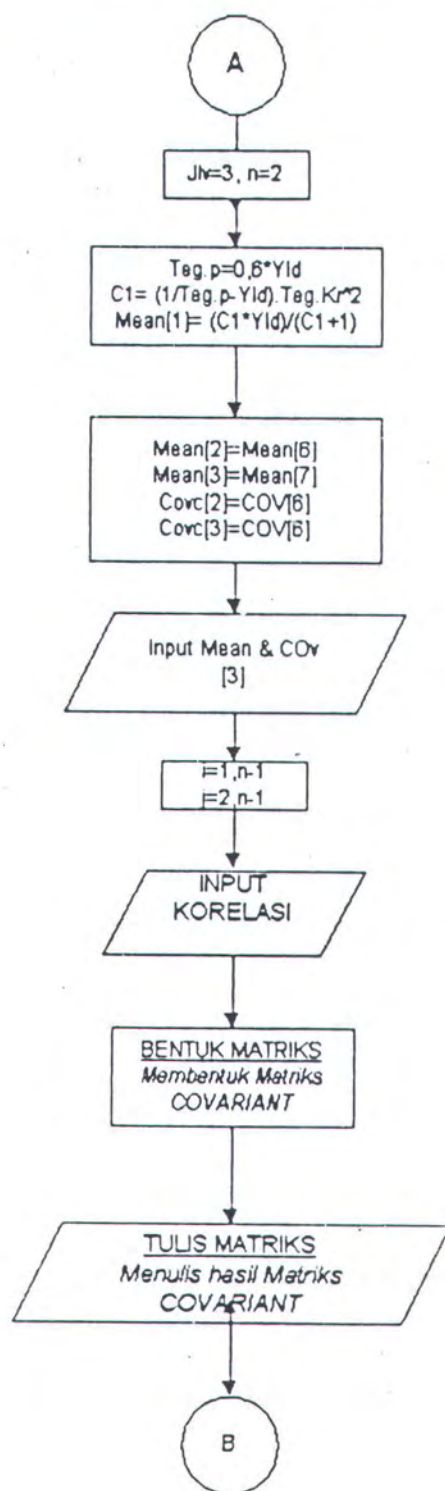 A
Jlv=3, n=2
Teg.p=0,6*Yld
C1= (1/Teg.p-Yld).Teg.Kr^2
Mean[1]= (C1*Yld)/(C1+1)
Mean[2]=Mean[6]
Mean[3]=Mean[7]
Covc[2]=COV[6]
Covc[3]=COV[6]
Input Mean & COv
[3]
i=1,n-1
j=2,n-1
INPUT
KORELASI
BENTUK MATRIKS
Membentuk Matriks
COVARIANT
TULIS MATRIKS
Menulis hasil Matriks
COVARIANT
B